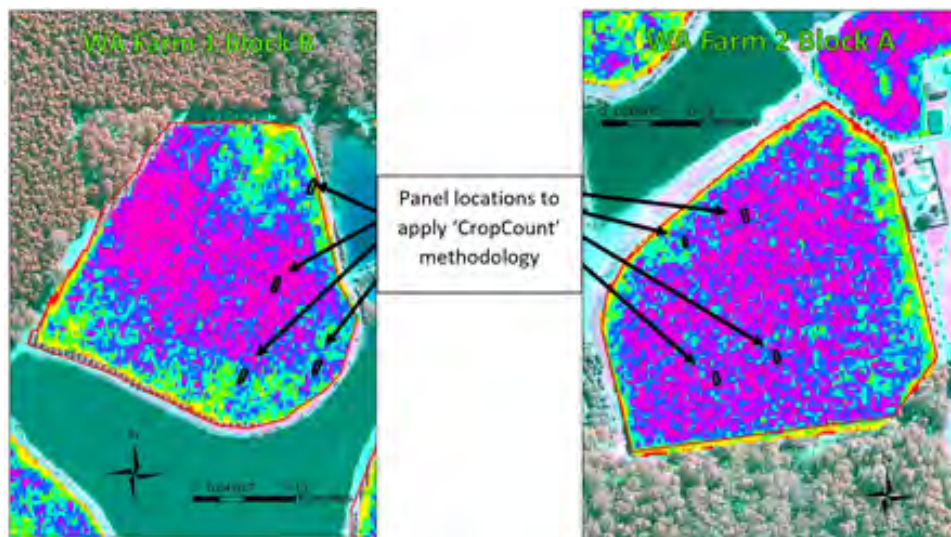 WA Farm 1 Block B
WA Farm 2 Block A
Panel locations to
apply ‘CropCount’
methodology